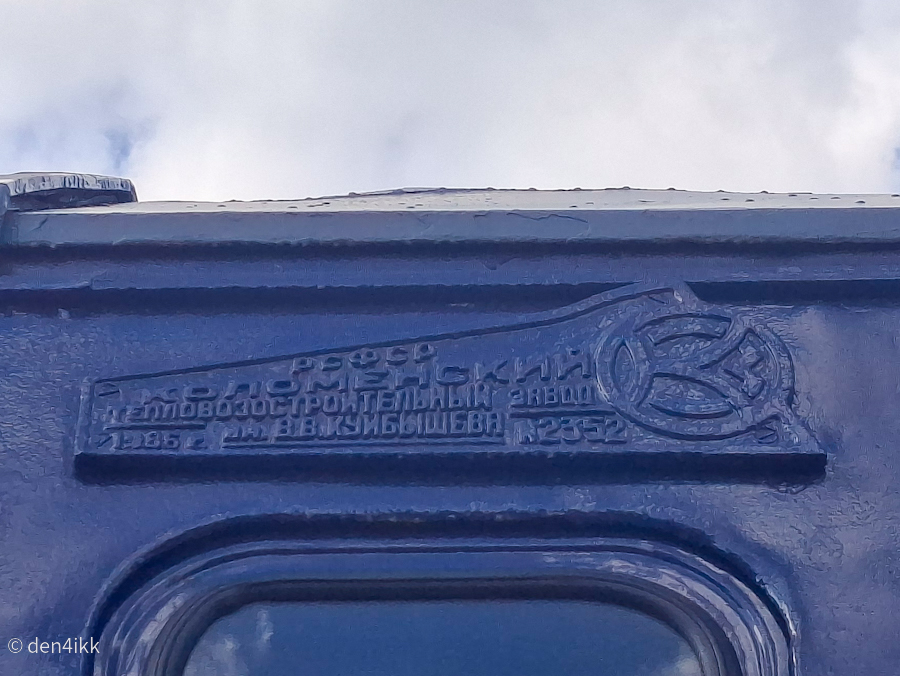 РСФСР
КОЛОМЕНСКИЙ
ТЕПЛОВОЗОСТРОИТЕЛЬНЫЙ ЗАВОД
1986 г. им. В.В. КУЙБЫШЕВА №2352
© den4ikk